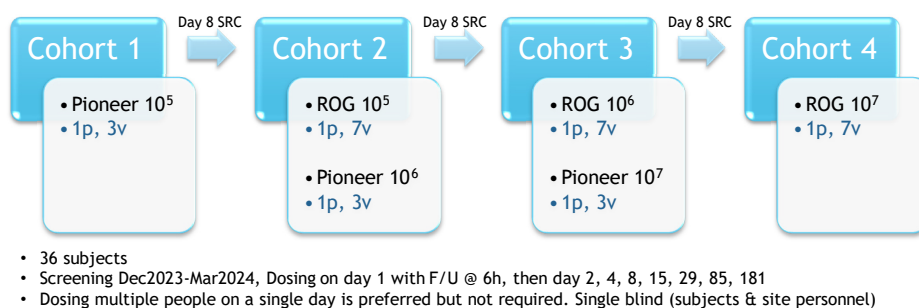 Day 8 SRC
Day 8 SRC
Day 8 SRC
Cohort 1
Cohort 2
Cohort 3
Cohort 4
• Pioneer 10⁵
• 1p, 3v
• ROG 10⁵
• 1p, 7v
• Pioneer 10⁶
• 1p, 3v
• ROG 10⁶
• 1p, 7v
• Pioneer 10⁷
• 1p, 3v
• ROG 10⁷
• 1p, 7v
• 36 subjects
• Screening Dec2023-Mar2024, Dosing on day 1 with F/U @ 6h, then day 2, 4, 8, 15, 29, 85, 181
• Dosing multiple people on a single day is preferred but not required. Single blind (subjects & site personnel)